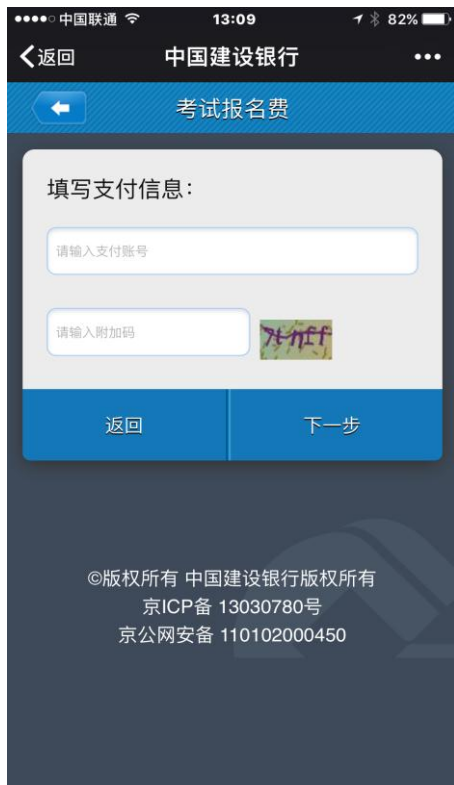 中国联通 13:09 82%
返回 中国建设银行
考试报名费
填写支付信息：
请输入支付账号
请输入附加码
返回 下一步
©版权所有 中国建设银行版权所有
京ICP备 13030780号
京公网安备 110102000450